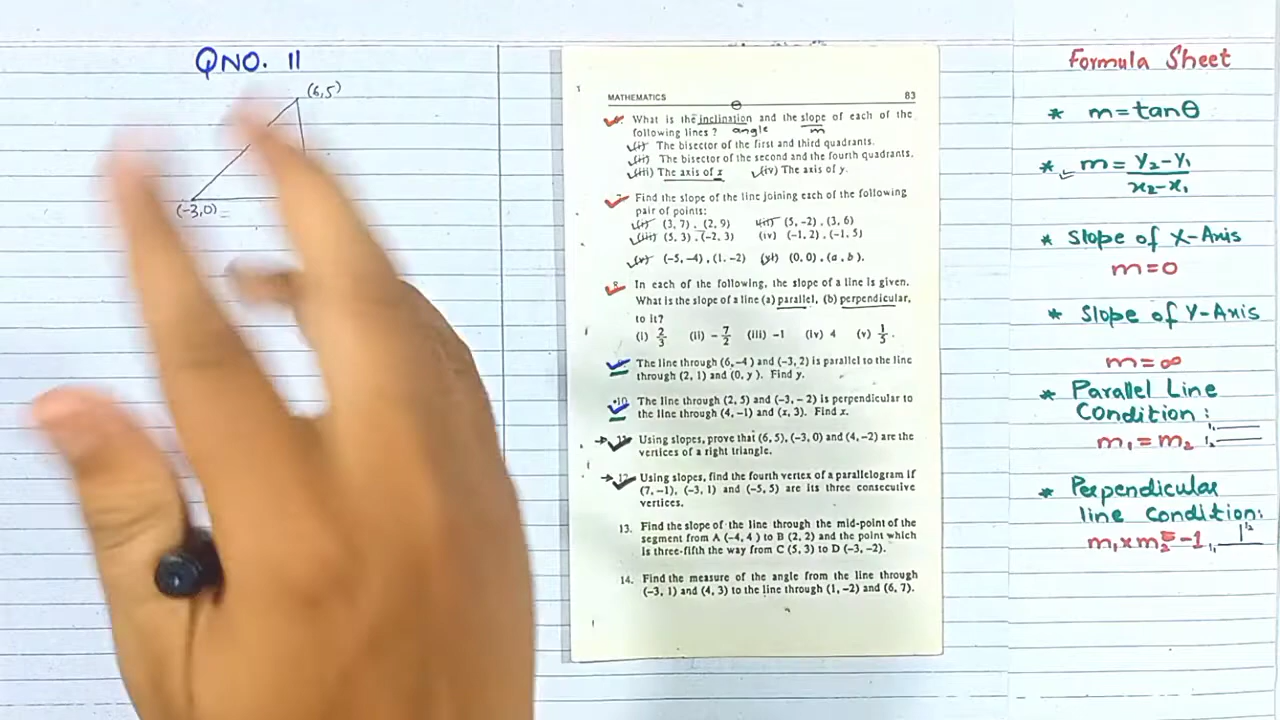 QNO. 11
(6,5)
(-3,0)
MATHEMATICS 83
θ
What is the inclination and the slope of each of the
following lines ? angle m
(i) The bisector of the first and third quadrants.
(ii) The bisector of the second and the fourth quadrants.
(iii) The axis of x (iv) The axis of y.
Find the slope of the line joining each of the following
pair of points:
(i) (3, 7) , (2, 9) (ii) (5, -2) , (3, 6)
(iii) (5, 3) , (-2, 3) (iv) (-1, 2) , (-1, 5)
(v) (-5, -4) , (1, -2) (vi) (0, 0) , (a , b).
8. In each of the following, the slope of a line is given.
What is the slope of a line (a) parallel, (b) perpendicular,
to it?
(i) 2/3 (ii) - 7/2 (iii) -1 (iv) 4 (v) 1/5 .
The line through (6, -4) and (-3, 2) is parallel to the line
through (2, 1) and (0, y). Find y.
10. The line through (2, 5) and (-3, - 2) is perpendicular to
the line through (4, -1) and (x, 3). Find x.
11. Using slopes, prove that (6, 5), (-3, 0) and (4, -2) are the
vertices of a right triangle.
12. Using slopes, find the fourth vertex of a parallelogram if
(7, -1), (-3, 1) and (-5, 5) are its three consecutive
vertices.
13. Find the slope of the line through the mid-point of the
segment from A (-4, 4) to B (2, 2) and the point which
is three-fifth the way from C (5, 3) to D (-3, -2).
14. Find the measure of the angle from the line through
(-3, 1) and (4, 3) to the line through (1, -2) and (6, 7).
Formula Sheet
* m = tanθ
* m = y₂-y₁/x₂-x₁
* Slope of X-Axis
m = 0
* Slope of Y-Axis
m = ∞
* Parallel Line
Condition:
m₁ = m₂ l₁ l₂
* Perpendicular
line Condition:
m₁ x m₂ = -1 l₁ l₂